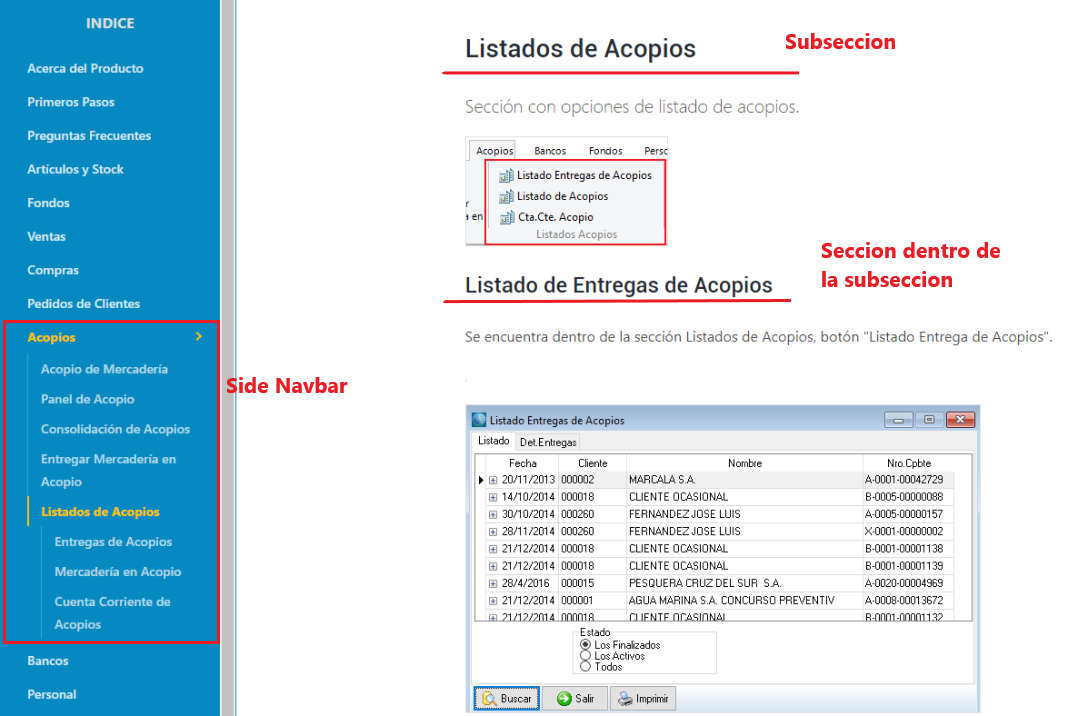 INDICE
Acerca del Producto
Primeros Pasos
Preguntas Frecuentes
Artículos y Stock
Fondos
Ventas
Compras
Pedidos de Clientes
Acopios
Acopio de Mercadería
Panel de Acopio
Consolidación de Acopios
Entregar Mercadería en
Acopio
Listados de Acopios
Entregas de Acopios
Mercadería en Acopio
Cuenta Corriente de
Acopios
Bancos
Personal
Side Navbar
Listados de Acopios
Subseccion
Sección con opciones de listado de acopios.
Acopios Bancos Fondos Persc
Listado Entregas de Acopios
Listado de Acopios
r
a en
Cta.Cte. Acopio
Listados Acopios
Seccion dentro de
la subseccion
Listado de Entregas de Acopios
Se encuentra dentro de la sección Listados de Acopios, botón "Listado Entrega de Acopios".
Listado Entregas de Acopios
Listado Det.Entregas
Fecha Cliente Nombre Nro.Cpbte
20/11/2013 000002 MARCALA S.A. A-0001-00042729
14/10/2014 000018 CLIENTE OCASIONAL B-0005-00000088
30/10/2014 000260 FERNANDEZ JOSE LUIS A-0005-00000157
28/11/2014 000260 FERNANDEZ JOSE LUIS X-0001-00000002
21/12/2014 000018 CLIENTE OCASIONAL B-0001-00001138
21/12/2014 000018 CLIENTE OCASIONAL B-0001-00001139
28/4/2016 000015 PESQUERA CRUZ DEL SUR S.A. A-0020-00004969
21/12/2014 000001 AGUA MARINA S.A. CONCURSO PREVENTIV A-0008-00013672
21/12/2014 000018 CLIENTE OCASIONAL B-0001-00001132
Estado
Los Finalizados
Los Activos
Todos
Buscar Salir Imprimir